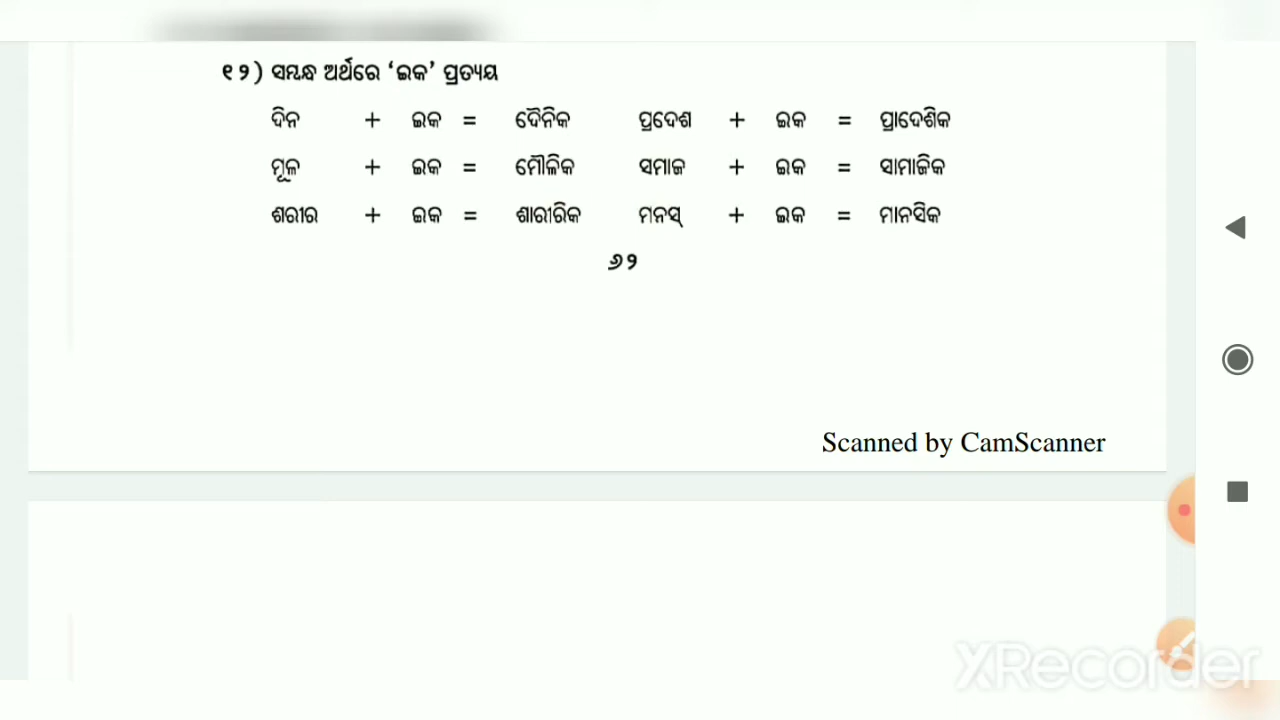 ୧୨) ସମ୍ବନ୍ଧ ଅର୍ଥରେ ‘ଇକ’ ପ୍ରତ୍ୟୟ
ଦିନ + ଇକ = ଦୈନିକ ପ୍ରଦେଶ + ଇକ = ପ୍ରାଦେଶିକ
ମୂଳ + ଇକ = ମୌଳିକ ସମାଜ + ଇକ = ସାମାଜିକ
ଶରୀର + ଇକ = ଶାରୀରିକ ମନସ୍ + ଇକ = ମାନସିକ
୬୨
Scanned by CamScanner
XRecorder